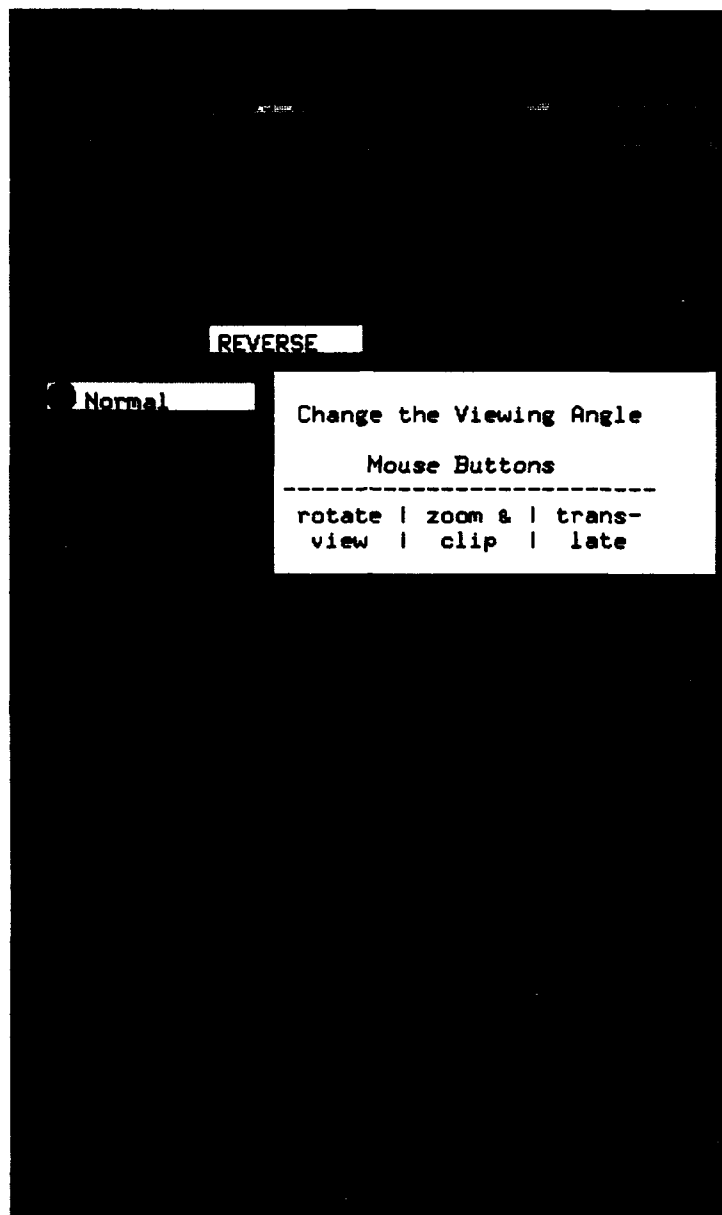 REVERSE
Normal
Change the Viewing Angle
Mouse Buttons
---------------------------
rotate | zoom & | trans-
view | clip | late